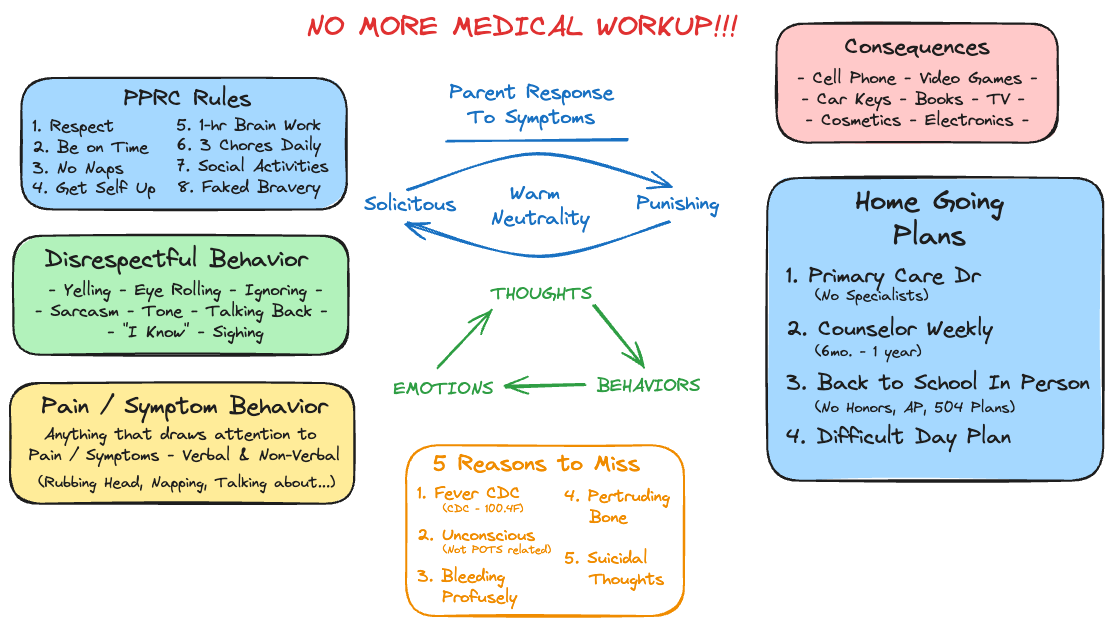 NO MORE MEDICAL WORKUP!!!
PPRC Rules
1. Respect
2. Be on Time
3. No Naps
4. Get Self Up
5. 1-hr Brain Work
6. 3 Chores Daily
7. Social Activities
8. Faked Bravery
Disrespectful Behavior
- Yelling - Eye Rolling - Ignoring -
- Sarcasm - Tone - Talking Back -
- "I Know" - Sighing
Pain / Symptom Behavior
Anything that draws attention to
Pain / Symptoms - Verbal & Non-Verbal
(Rubbing Head, Napping, Talking about...)
Parent Response
To Symptoms
Solicitous
Warm
Neutrality
Punishing
THOUGHTS
EMOTIONS
BEHAVIORS
5 Reasons to Miss
1. Fever CDC
(CDC - 100.4F)
2. Unconscious
(Not POTS related)
3. Bleeding
Profusely
4. Pertruding
Bone
5. Suicidal
Thoughts
Consequences
- Cell Phone - Video Games -
- Car Keys - Books - TV -
- Cosmetics - Electronics -
Home Going
Plans
1. Primary Care Dr
(No Specialists)
2. Counselor Weekly
(6mo. - 1 year)
3. Back to School In Person
(No Honors, AP, 504 Plans)
4. Difficult Day Plan